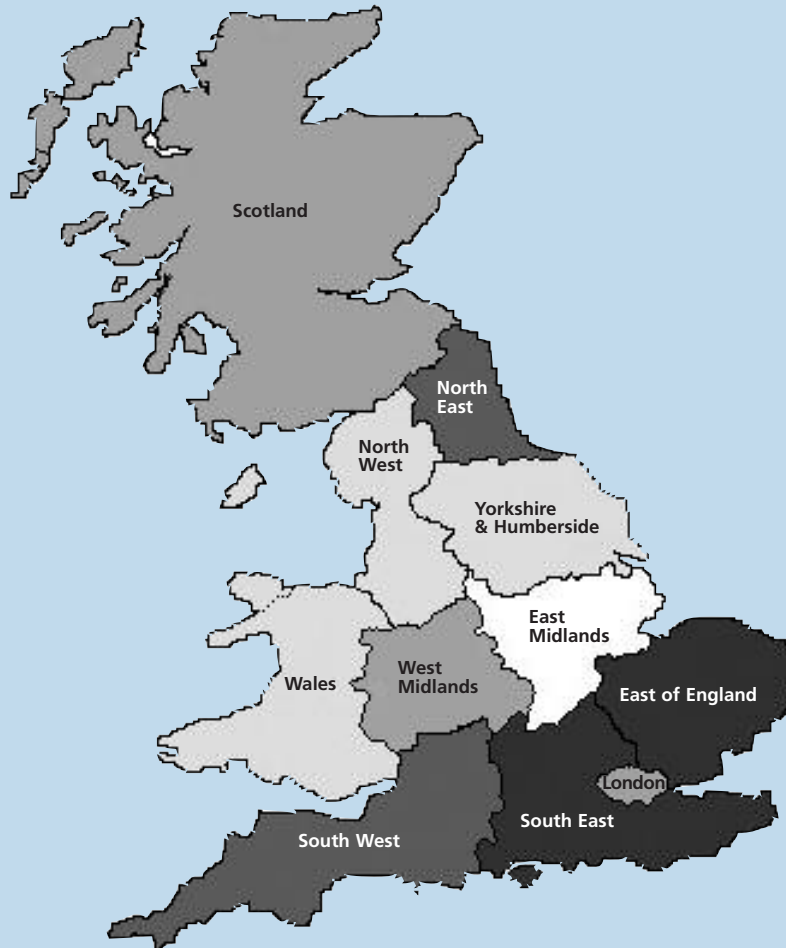 Scotland
North
East
North
West
Yorkshire
& Humberside
East
Midlands
West
Midlands
Wales
East of England
London
South East
South West